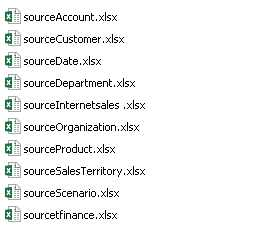 sourceAccount.xlsx
sourceCustomer.xlsx
sourceDate.xlsx
sourceDepartment.xlsx
sourceInternetsales .xlsx
sourceOrganization.xlsx
sourceProduct.xlsx
sourceSalesTerritory.xlsx
sourceScenario.xlsx
sourcetfinance.xlsx